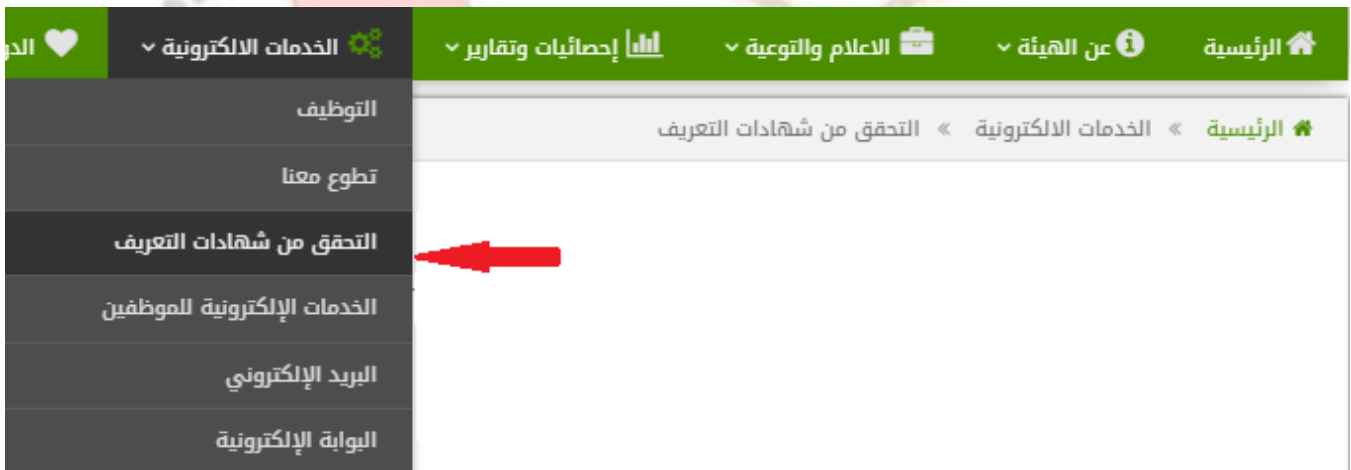 الرئيسية
عن الهيئة
الاعلام والتوعية
إحصائيات وتقارير
الخدمات الالكترونية
الرئيسية » الخدمات الالكترونية » التحقق من شهادات التعريف
التوظيف
تطوع معنا
التحقق من شهادات التعريف
الخدمات الإلكترونية للموظفين
البريد الإلكتروني
البوابة الإلكترونية